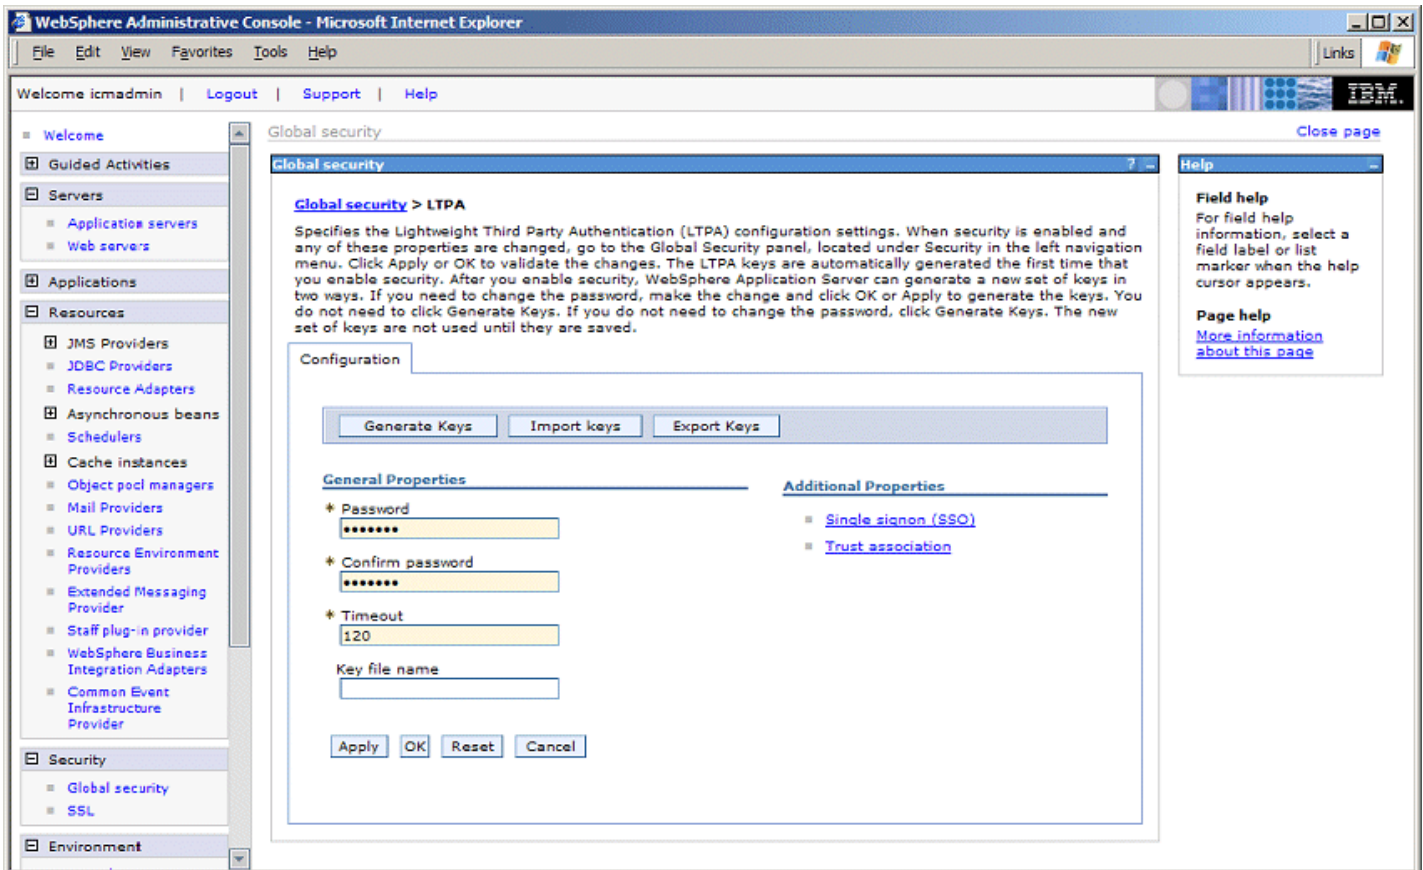 WebSphere Administrative Console - Microsoft Internet Explorer
File Edit View Favorites Tools Help
Links
Welcome icmadmin | Logout | Support | Help
IBM.
Welcome
Guided Activities
Servers
Application servers
Web servers
Applications
Resources
JMS Providers
JDBC Providers
Resource Adapters
Asynchronous beans
Schedulers
Cache instances
Object pool managers
Mail Providers
URL Providers
Resource Environment
Providers
Extended Messaging
Provider
Staff plug-in provider
WebSphere Business
Integration Adapters
Common Event
Infrastructure
Provider
Security
Global security
SSL
Environment
Global security
Close page
Global security ? -
Global security > LTPA
Specifies the Lightweight Third Party Authentication (LTPA) configuration settings. When security is enabled and
any of these properties are changed, go to the Global Security panel, located under Security in the left navigation
menu. Click Apply or OK to validate the changes. The LTPA keys are automatically generated the first time that
you enable security. After you enable security, WebSphere Application Server can generate a new set of keys in
two ways. If you need to change the password, make the change and click OK or Apply to generate the keys. You
do not need to click Generate Keys. If you do not need to change the password, click Generate Keys. The new
set of keys are not used until they are saved.
Configuration
Generate Keys Import keys Export Keys
General Properties
* Password
•••••••
* Confirm password
•••••••
* Timeout
120
Key file name
Apply OK Reset Cancel
Additional Properties
Single signon (SSO)
Trust association
Help -
Field help
For field help
information, select a
field label or list
marker when the help
cursor appears.
Page help
More information
about this page